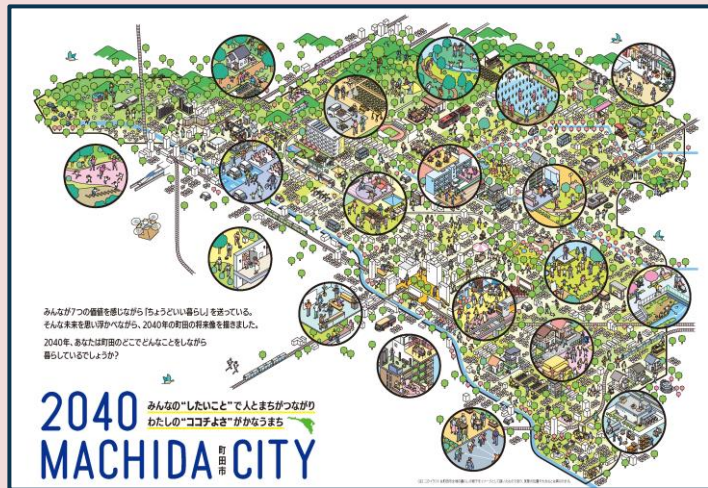 みんなが7つの価値を感じながら「ちょうどいい暮らし」を送っている。
そんな未来を思い浮かべながら、2040年の町田の将来像を描きました。
2040年、あなたは町田のどこでどんなことをしながら
暮らしているでしょうか?
2040
みんなの“したいこと”で人とまちがつながり
わたしの“ココチよさ”がかなうまち
MACHIDA 町田市 CITY